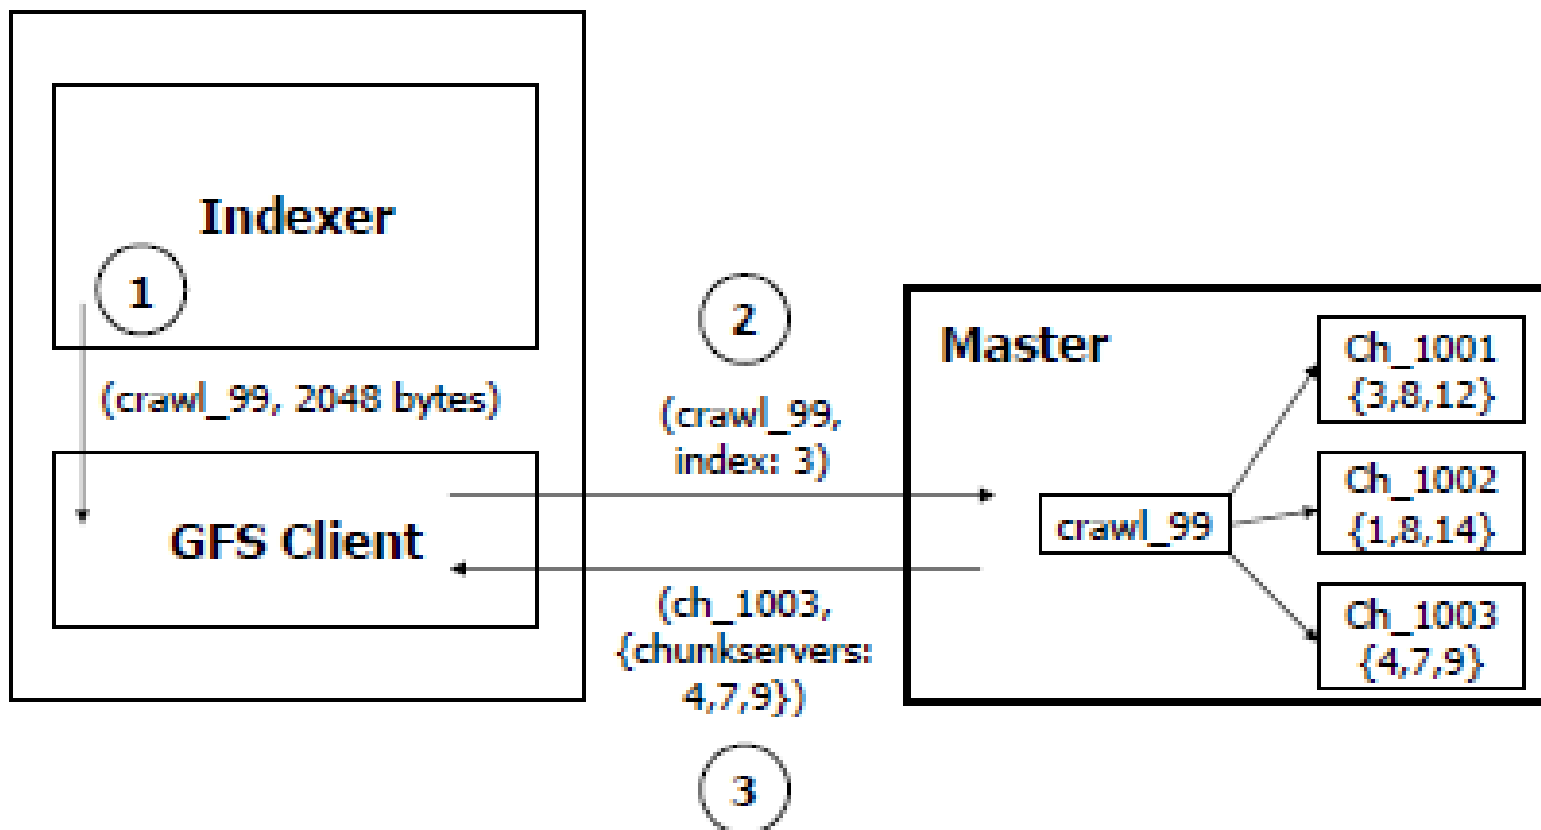 Indexer
1
(crawl_99, 2048 bytes)
GFS Client
2
(crawl_99,
index: 3)
(ch_1003,
{chunkservers:
4,7,9})
3
Master
crawl_99
Ch_1001
{3,8,12}
Ch_1002
{1,8,14}
Ch_1003
{4,7,9}